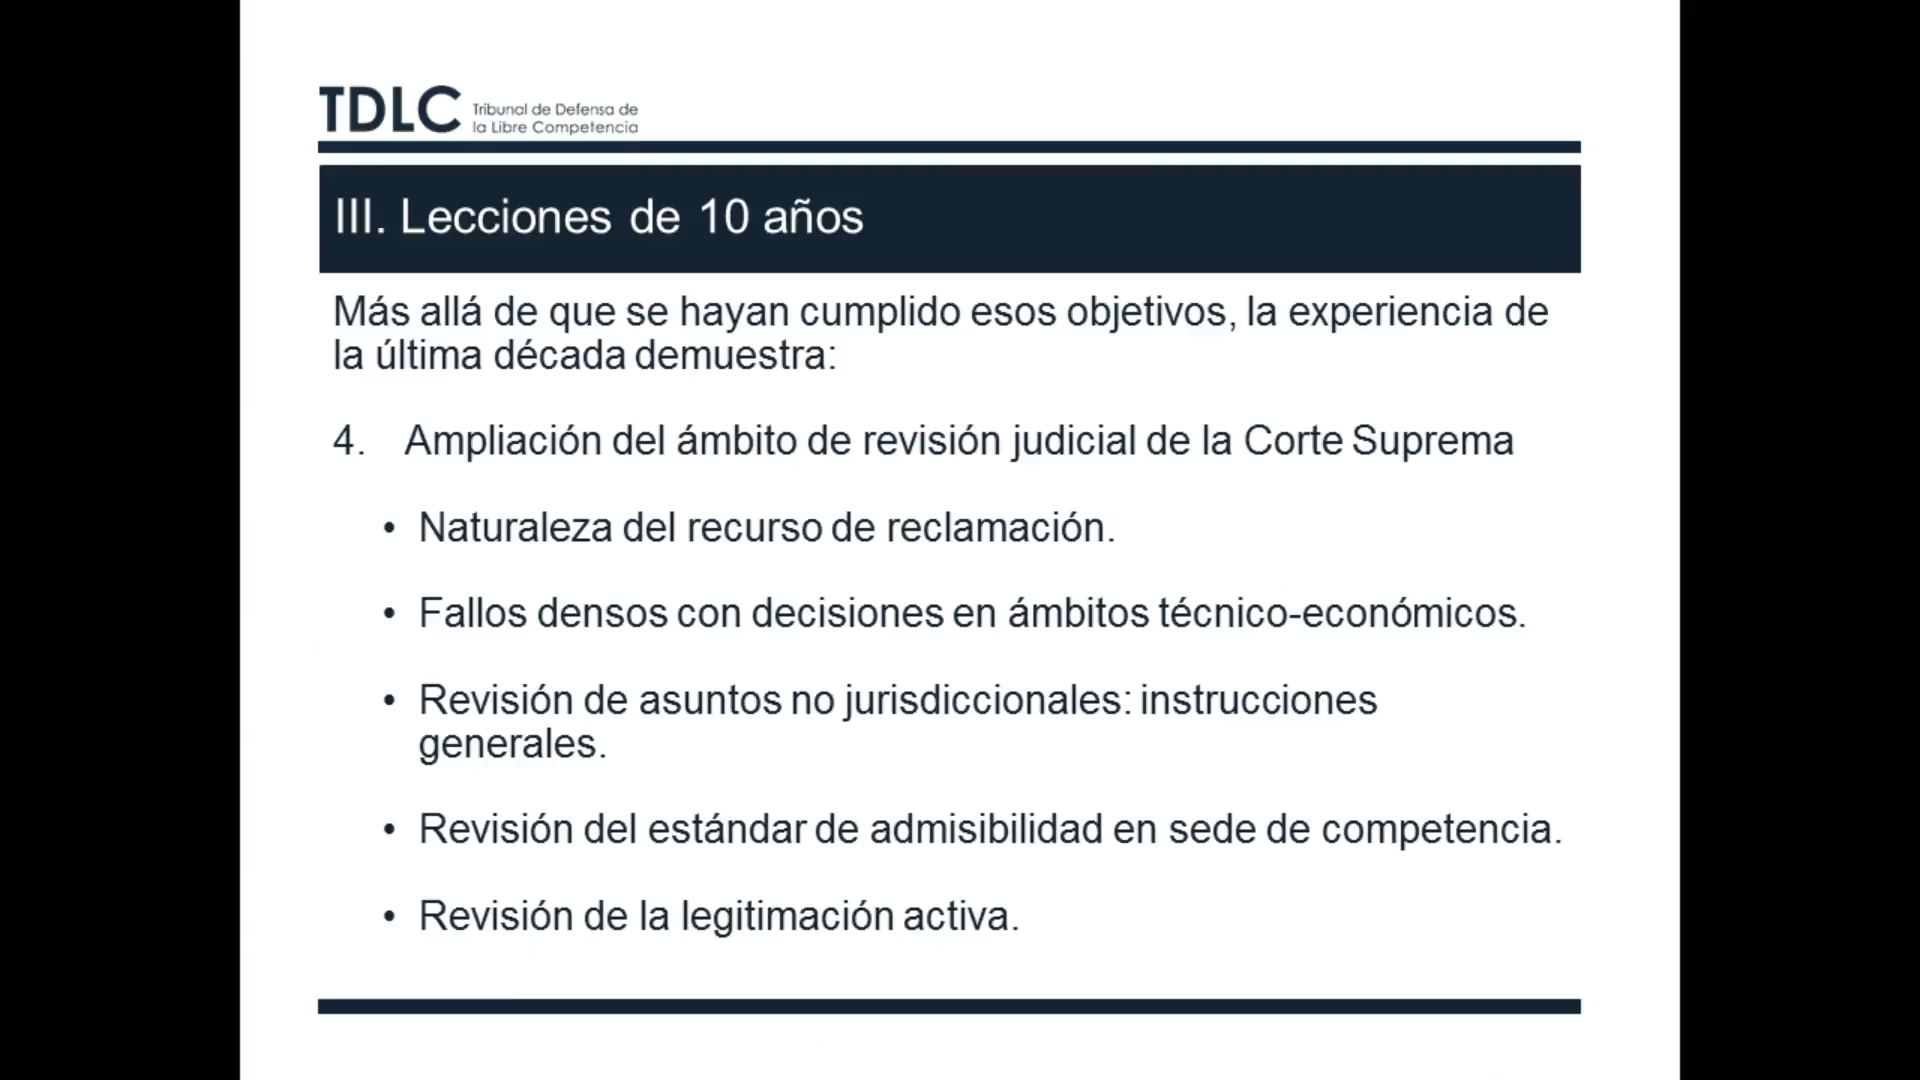 TDLC Tribunal de Defensa de
la Libre Competencia
III. Lecciones de 10 años
Más allá de que se hayan cumplido esos objetivos, la experiencia de
la última década demuestra:
4. Ampliación del ámbito de revisión judicial de la Corte Suprema
• Naturaleza del recurso de reclamación.
• Fallos densos con decisiones en ámbitos técnico-económicos.
• Revisión de asuntos no jurisdiccionales: instrucciones
generales.
• Revisión del estándar de admisibilidad en sede de competencia.
• Revisión de la legitimación activa.